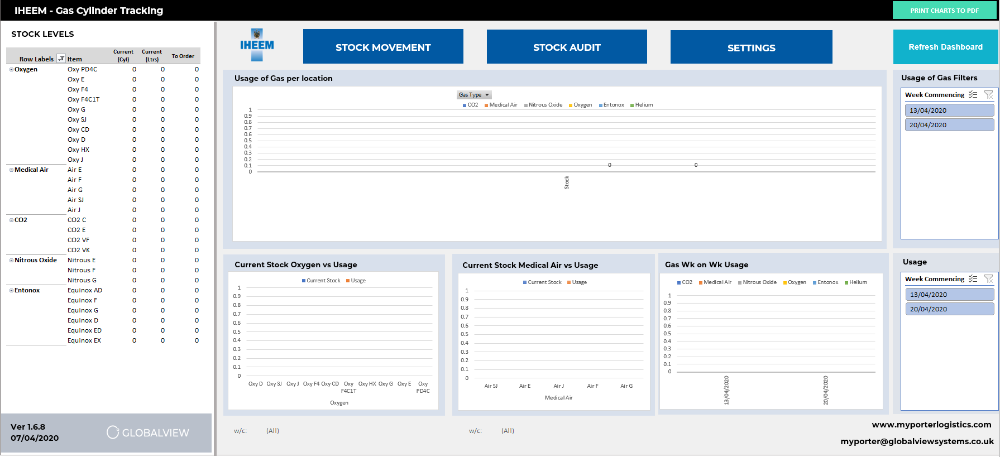 IHEEM - Gas Cylinder Tracking
PRINT CHARTS TO PDF
STOCK LEVELS
Row Labels Item Current (Cyl) Current (Ltrs) To Order
Oxygen Oxy PD4C 0 0 0
Oxy E 0 0 0
Oxy F4 0 0 0
Oxy F4C1T 0 0 0
Oxy G 0 0 0
Oxy SJ 0 0 0
Oxy CD 0 0 0
Oxy D 0 0 0
Oxy HX 0 0 0
Oxy J 0 0 0
Medical Air Air E 0 0 0
Air F 0 0 0
Air G 0 0 0
Air SJ 0 0 0
Air J 0 0 0
CO2 CO2 C 0 0 0
CO2 E 0 0 0
CO2 VF 0 0 0
CO2 VK 0 0 0
Nitrous Oxide Nitrous E 0 0 0
Nitrous F 0 0 0
Nitrous G 0 0 0
Entonox Equinox AD 0 0 0
Equinox F 0 0 0
Equinox G 0 0 0
Equinox D 0 0 0
Equinox ED 0 0 0
Equinox EX 0 0 0
Ver 1.6.8
07/04/2020
GLOBALVIEW
IHEEM
STOCK MOVEMENT
STOCK AUDIT
SETTINGS
Refresh Dashboard
Usage of Gas per location
Gas Type
CO2 Medical Air Nitrous Oxide Oxygen Entonox Helium
1
0.9
0.8
0.7
0.6
0.5
0.4
0.3
0.2
0.1
0
0 0
Stock
Usage of Gas Filters
Week Commencing
13/04/2020
20/04/2020
Current Stock Oxygen vs Usage
Current Stock Usage
1
0.9
0.8
0.7
0.6
0.5
0.4
0.3
0.2
0.1
0
Oxy D Oxy SJ Oxy J Oxy F4 Oxy CD Oxy F4C1T Oxy HX Oxy G Oxy E Oxy PD4C
Oxygen
Current Stock Medical Air vs Usage
Current Stock Usage
1
0.9
0.8
0.7
0.6
0.5
0.4
0.3
0.2
0.1
0
Air SJ Air E Air J Air F Air G
Medical Air
Gas Wk on Wk Usage
CO2 Medical Air Nitrous Oxide Oxygen Entonox Helium
1
0.9
0.8
0.7
0.6
0.5
0.4
0.3
0.2
0.1
0
13/04/2020 20/04/2020
Usage
Week Commencing
13/04/2020
20/04/2020
w/c: (All)
w/c: (All)
www.myporterlogistics.com
myporter@globalviewsystems.co.uk